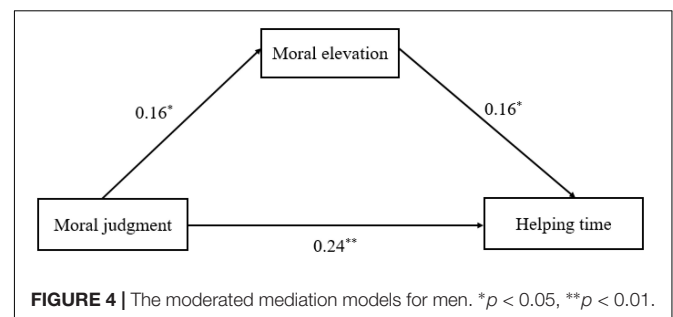 Moral elevation
0.16*
0.16*
Moral judgment
Helping time
0.24**
FIGURE 4 | The moderated mediation models for men. *p < 0.05, **p < 0.01.